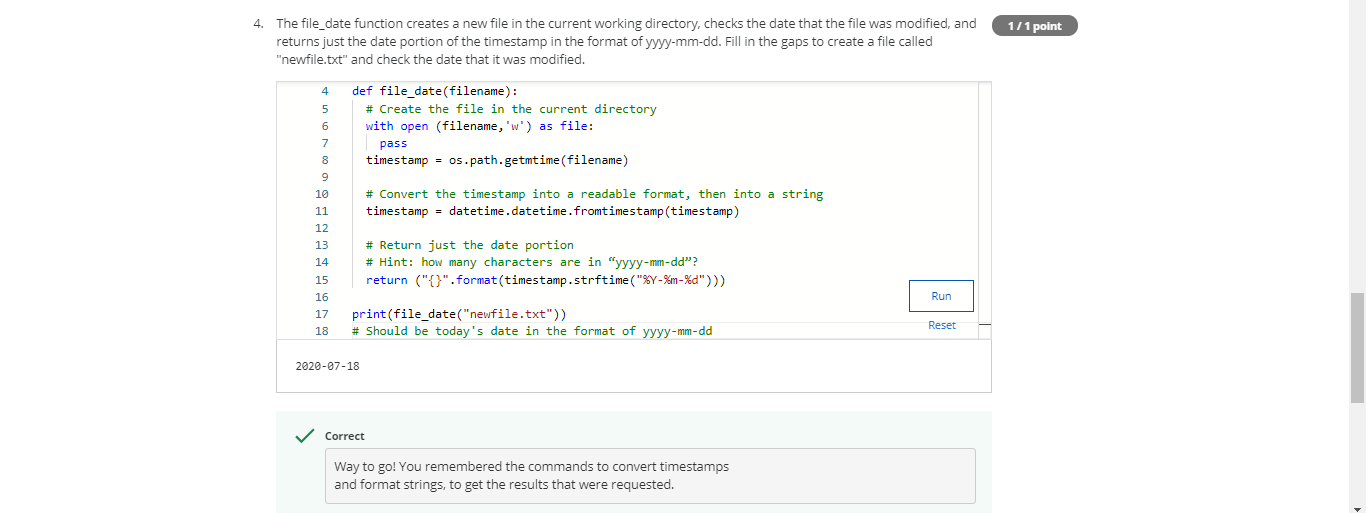 4. The file_date function creates a new file in the current working directory, checks the date that the file was modified, and
1 / 1 point
returns just the date portion of the timestamp in the format of yyyy-mm-dd. Fill in the gaps to create a file called
"newfile.txt" and check the date that it was modified.
4 def file_date(filename):
5 # Create the file in the current directory
6 with open (filename,'w') as file:
7 pass
8 timestamp = os.path.getmtime(filename)
9
10 # Convert the timestamp into a readable format, then into a string
11 timestamp = datetime.datetime.fromtimestamp(timestamp)
12
13 # Return just the date portion
14 # Hint: how many characters are in “yyyy-mm-dd”?
15 return ("{}".format(timestamp.strftime("%Y-%m-%d")))
16
Run
17 print(file_date("newfile.txt"))
18 # Should be today's date in the format of yyyy-mm-dd
Reset
2020-07-18
Correct
Way to go! You remembered the commands to convert timestamps
and format strings, to get the results that were requested.